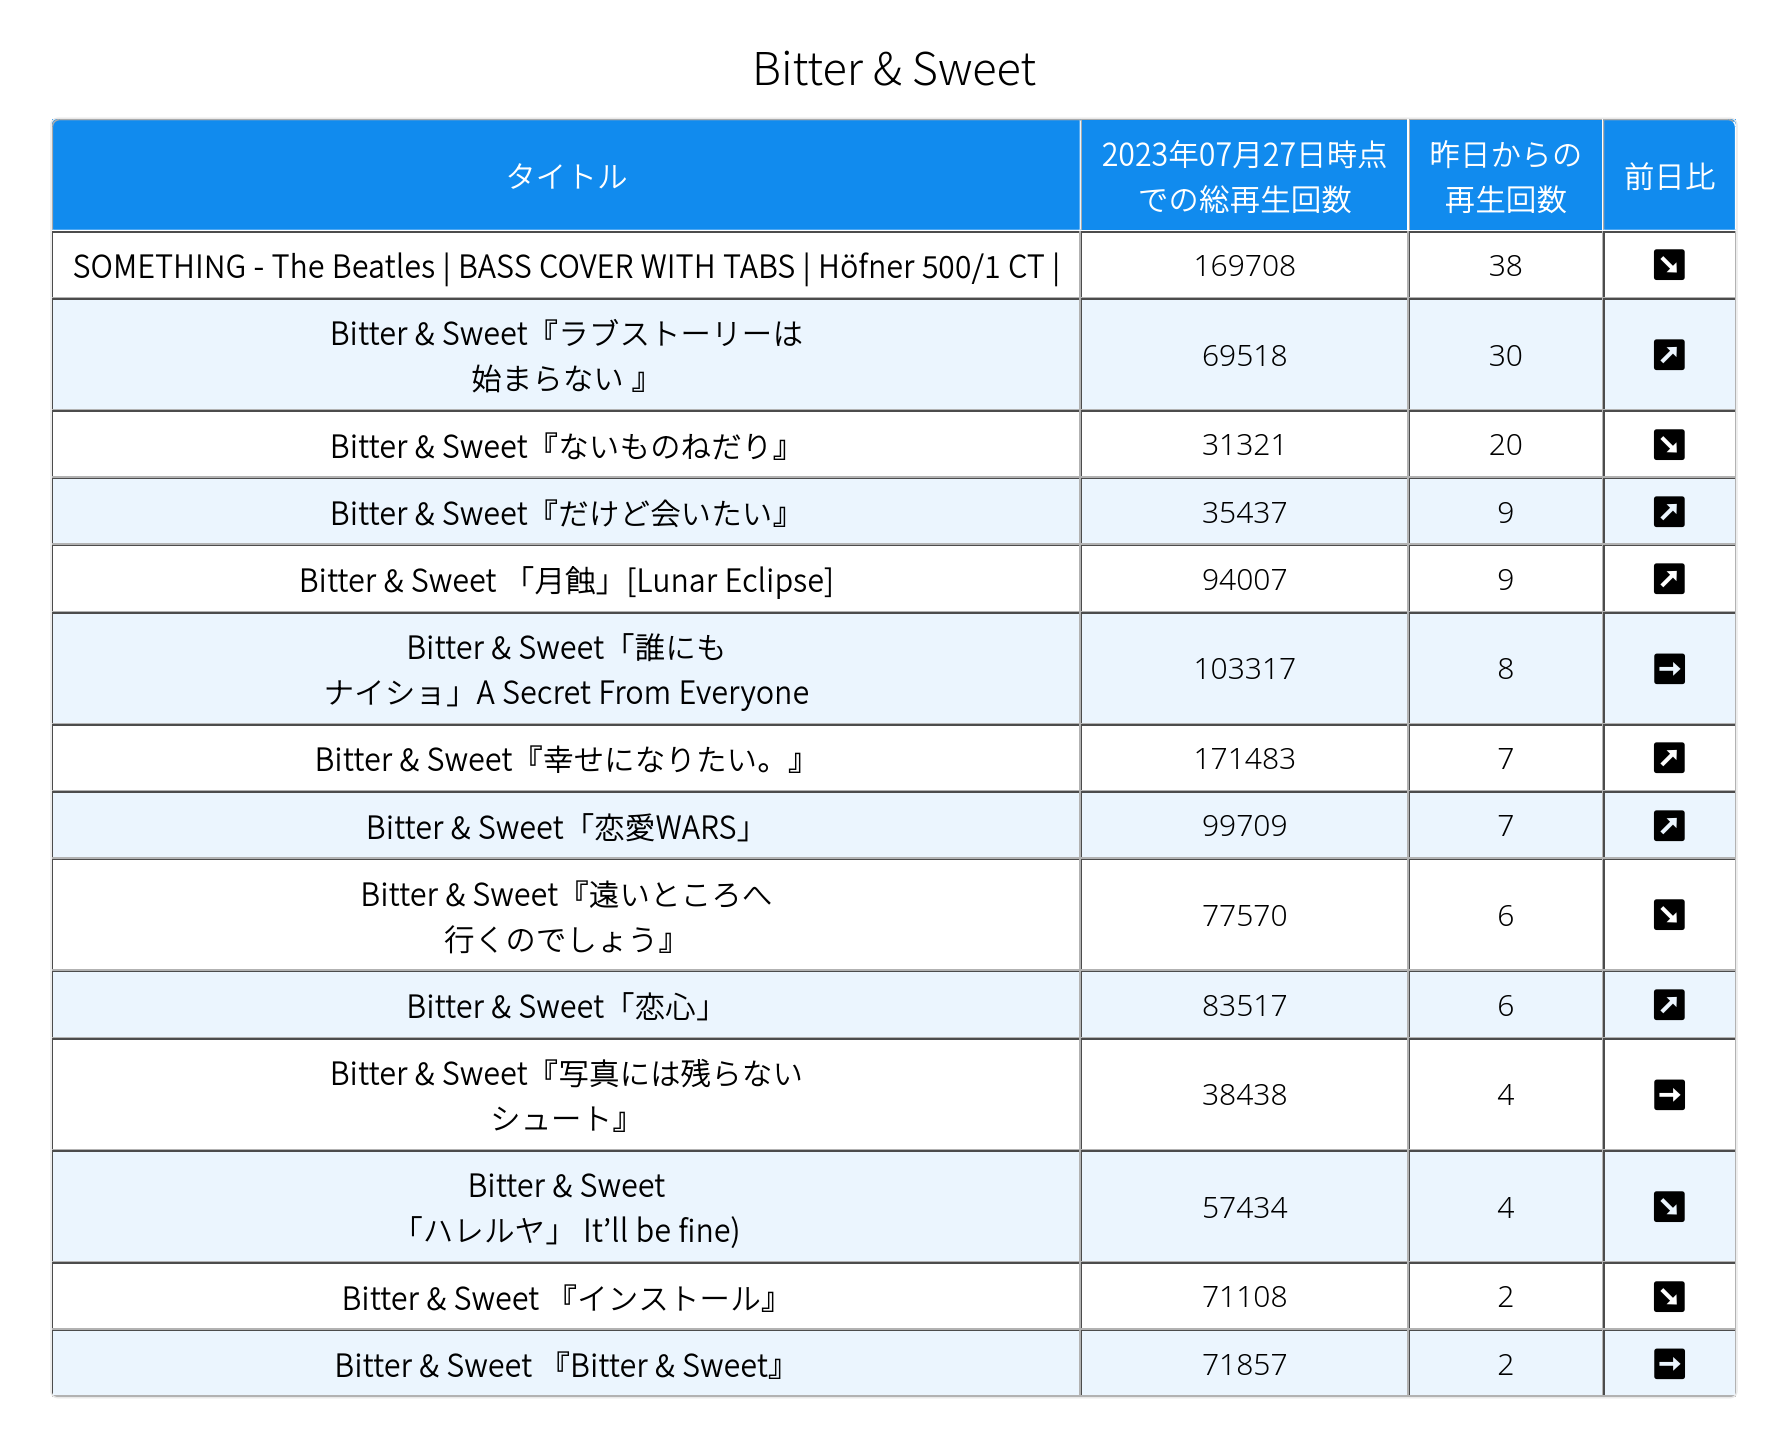 Bitter & Sweet
タイトル
2023年07月27日時点
での総再生回数
昨日からの
再生回数
前日比
SOMETHING - The Beatles | BASS COVER WITH TABS | Höfner 500/1 CT |
169708
38
Bitter & Sweet『ラブストーリーは
始まらない 』
69518
30
Bitter & Sweet『ないものねだり』
31321
20
Bitter & Sweet『だけど会いたい』
35437
9
Bitter & Sweet 「月蝕」[Lunar Eclipse]
94007
9
Bitter & Sweet「誰にも
ナイショ」A Secret From Everyone
103317
8
Bitter & Sweet『幸せになりたい。』
171483
7
Bitter & Sweet「恋愛WARS」
99709
7
Bitter & Sweet『遠いところへ
行くのでしょう』
77570
6
Bitter & Sweet「恋心」
83517
6
Bitter & Sweet『写真には残らない
シュート』
38438
4
Bitter & Sweet
「ハレルヤ」 It’ll be fine)
57434
4
Bitter & Sweet 『インストール』
71108
2
Bitter & Sweet 『Bitter & Sweet』
71857
2